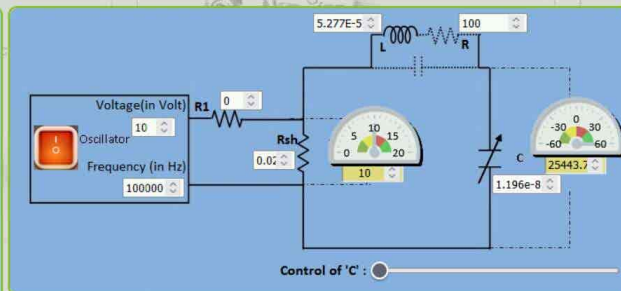 5.277E-5
100
L
R
Voltage(in Volt)
R1
0
10
Oscillator
Frequency (in Hz)
100000
Rsh
0.02
0 5 10 15 20
10
C
1.196e-8
-60 -30 0 30 60
25443.7
Control of 'C' :